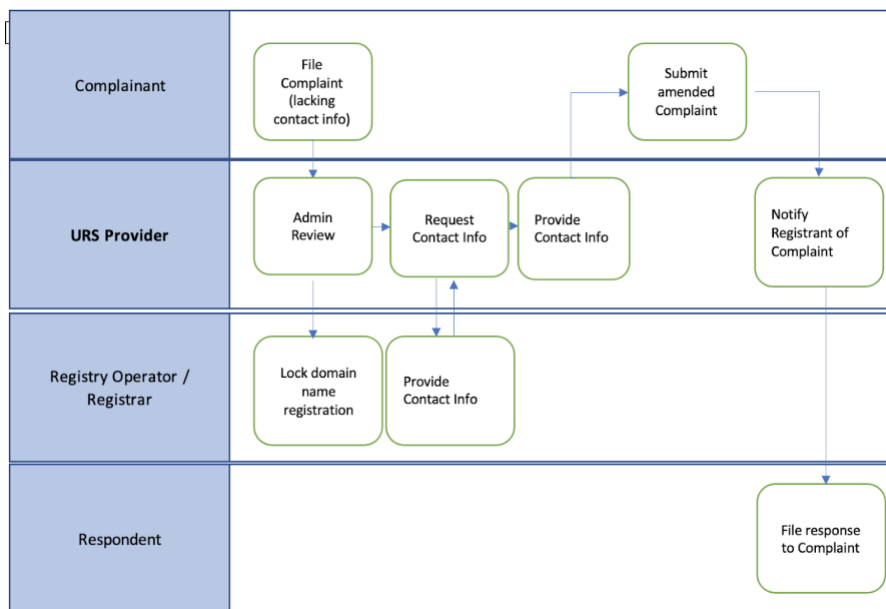 Complainant
File
Complaint
(lacking
contact info)
Submit
amended
Complaint
URS Provider
Admin
Review
Request
Contact Info
Provide
Contact Info
Notify
Registrant of
Complaint
Registry Operator /
Registrar
Lock domain
name
registration
Provide
Contact Info
Respondent
File response
to Complaint